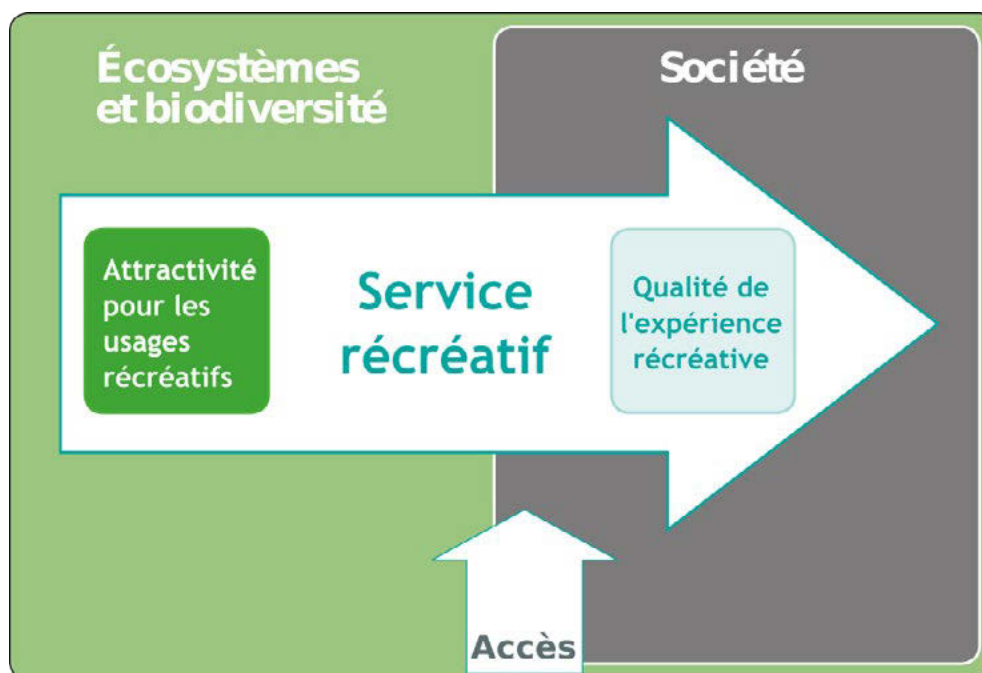 Écosystèmes
et biodiversité
Société
Attractivité
pour les
usages
récréatifs
Service
récréatif
Qualité de
l'expérience
récréative
Accès